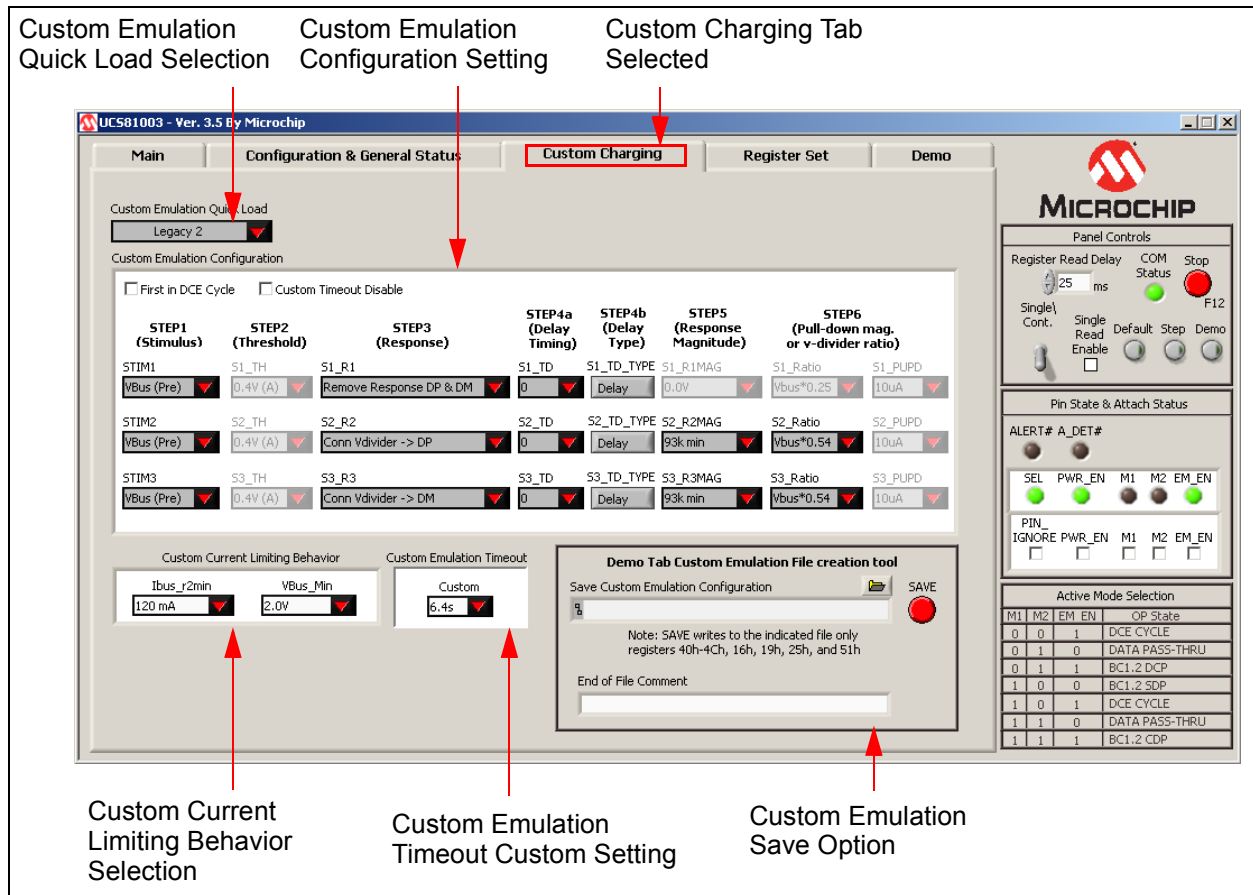 Custom Emulation
Quick Load Selection
Custom Emulation
Configuration Setting
Custom Charging Tab
Selected
UCS81003 - Ver. 3.5 By Microchip
Main
Configuration & General Status
Custom Charging
Register Set
Demo
Custom Emulation Quick Load
Legacy 2
Custom Emulation Configuration
First in DCE Cycle
Custom Timeout Disable
STEP1
(Stimulus)
STEP2
(Threshold)
STEP3
(Response)
STEP4a
(Delay
Timing)
STEP4b
(Delay
Type)
STEP5
(Response
Magnitude)
STEP6
(Pull-down mag.
or v-divider
ratio)
STIM1 S1_TH S1_R1 S1_TD S1_TD_TYPE S1_R1MAG S1_Ratio S1_PUPD
VBus (Pre) 0.4V (A) Remove Response DP & DM 0 Delay 0.0V Vbus*0.25 10uA
STIM2 S2_TH S2_R2 S2_TD S2_TD_TYPE S2_R2MAG S2_Ratio S2_PUPD
VBus (Pre) 0.4V (A) Conn Vdivider -> DP 0 Delay 93k min Vbus*0.54 10uA
STIM3 S3_TH S3_R3 S3_TD S3_TD_TYPE S3_R3MAG S3_Ratio S3_PUPD
VBus (Pre) 0.4V (A) Conn Vdivider -> DM 0 Delay 93k min Vbus*0.54 10uA
Custom Current Limiting Behavior
Ibus_r2min VBus_Min
120 mA 2.0V
Custom Emulation Timeout
Custom
6.4s
Demo Tab Custom Emulation File creation tool
Save Custom Emulation Configuration
SAVE
Note: SAVE writes to the indicated file only
registers 40h-4Ch, 16h, 19h, 25h, and 51h
End of File Comment
MICROCHIP
Panel Controls
Register Read Delay
25 ms
COM
Status
Stop
F12
Single\
Cont.
Single
Read
Enable
Default Step Demo
Pin State & Attach Status
ALERT# A_DET#
SEL PWR_EN M1 M2 EM_EN
PIN_
IGNORE PWR_EN M1 M2 EM_EN
Active Mode Selection
M1 M2 EM EN OP State
0 0 1 DCE CYCLE
0 1 0 DATA PASS-THRU
0 1 1 BC1.2 DCP
1 0 0 BC1.2 SDP
1 0 1 DCE CYCLE
1 1 0 DATA PASS-THRU
1 1 1 BC1.2 CDP
Custom Current
Limiting Behavior
Selection
Custom Emulation
Timeout Custom Setting
Custom Emulation
Save Option